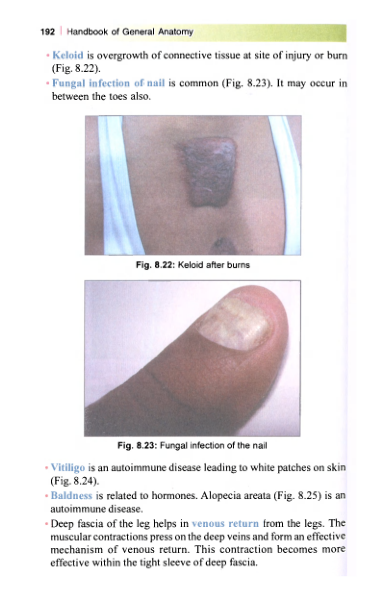 192 | Handbook of General Anatomy
• Keloid is overgrowth of connective tissue at site of injury or burn
(Fig. 8.22).
• Fungal infection of nail is common (Fig. 8.23). It may occur in
between the toes also.
Fig. 8.22: Keloid after burns
Fig. 8.23: Fungal infection of the nail
• Vitiligo is an autoimmune disease leading to white patches on skin
(Fig. 8.24).
• Baldness is related to hormones. Alopecia areata (Fig. 8.25) is an
autoimmune disease.
• Deep fascia of the leg helps in venous return from the legs. The
muscular contractions press on the deep veins and form an effective
mechanism of venous return. This contraction becomes more
effective within the tight sleeve of deep fascia.